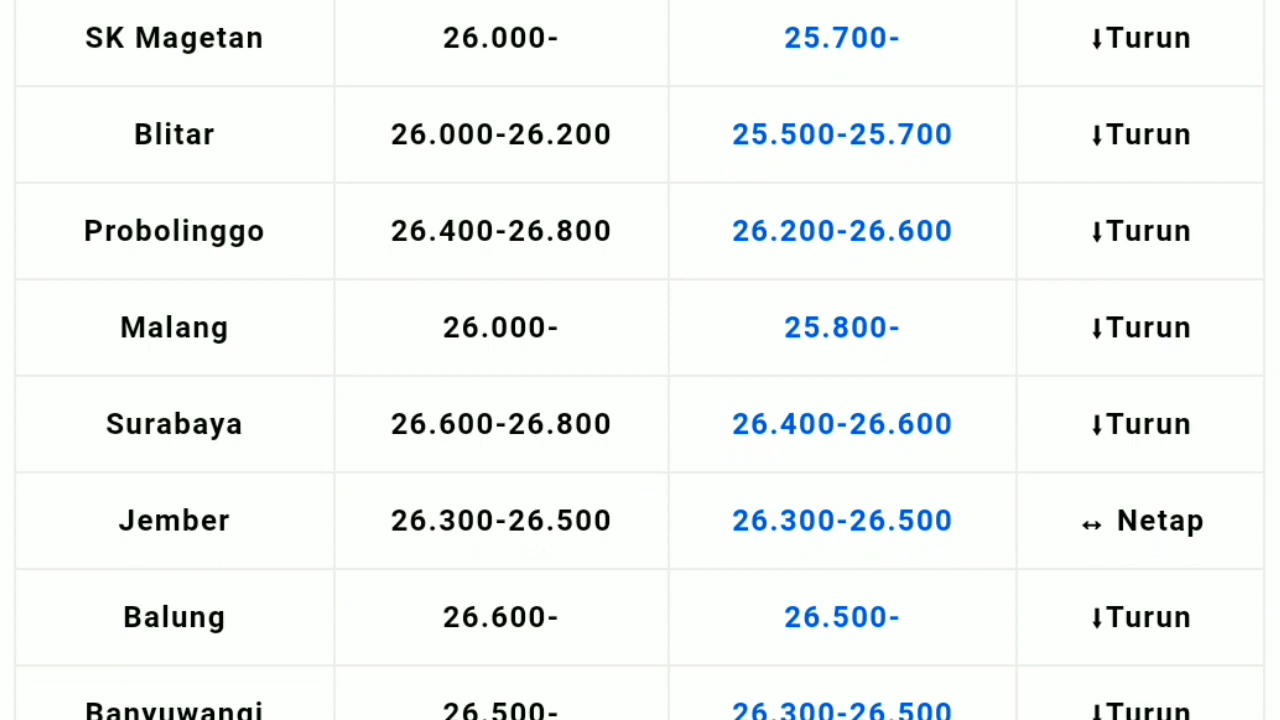 SK Magetan 26.000- 25.700- ⬇Turun
Blitar 26.000-26.200 25.500-25.700 ⬇Turun
Probolinggo 26.400-26.800 26.200-26.600 ⬇Turun
Malang 26.000- 25.800- ⬇Turun
Surabaya 26.600-26.800 26.400-26.600 ⬇Turun
Jember 26.300-26.500 26.300-26.500 ↔ Netap
Balung 26.600- 26.500- ⬇Turun
Banyuwangi 26.500- 26.300-26.500 ⬇Turun